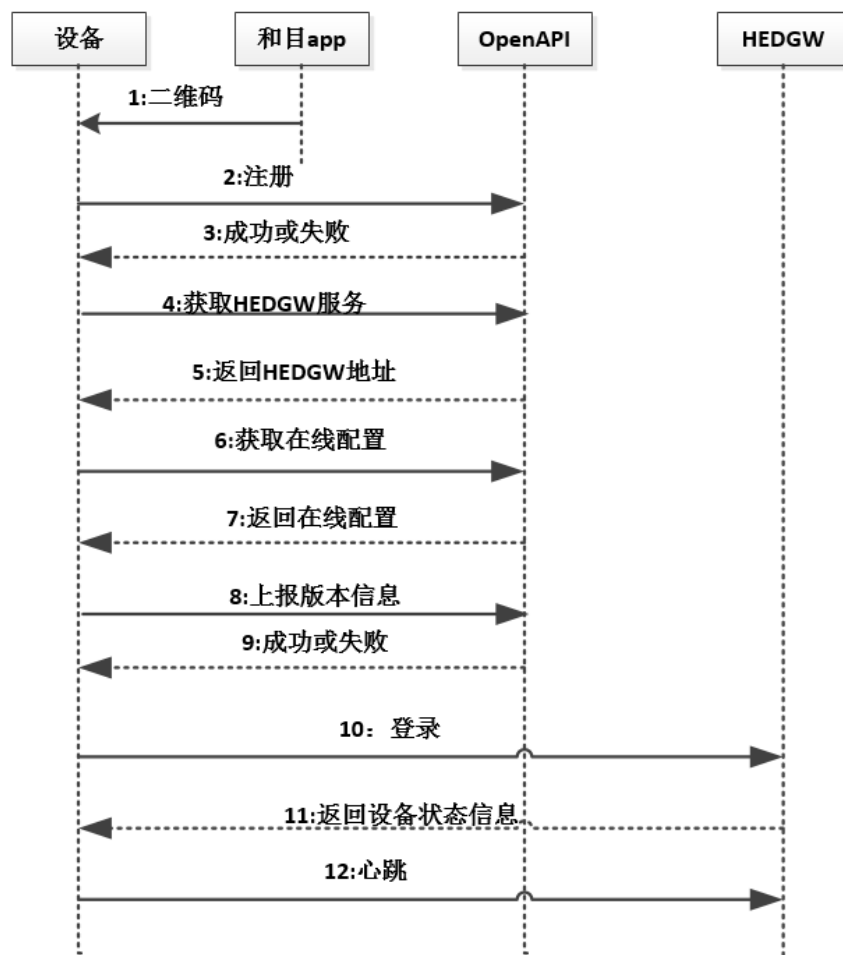 设备
和目app
OpenAPI
HEDGW
1:二维码
2:注册
3:成功或失败
4:获取HEDGW服务
5:返回HEDGW地址
6:获取在线配置
7:返回在线配置
8:上报版本信息
9:成功或失败
10：登录
11:返回设备状态信息
12:心跳